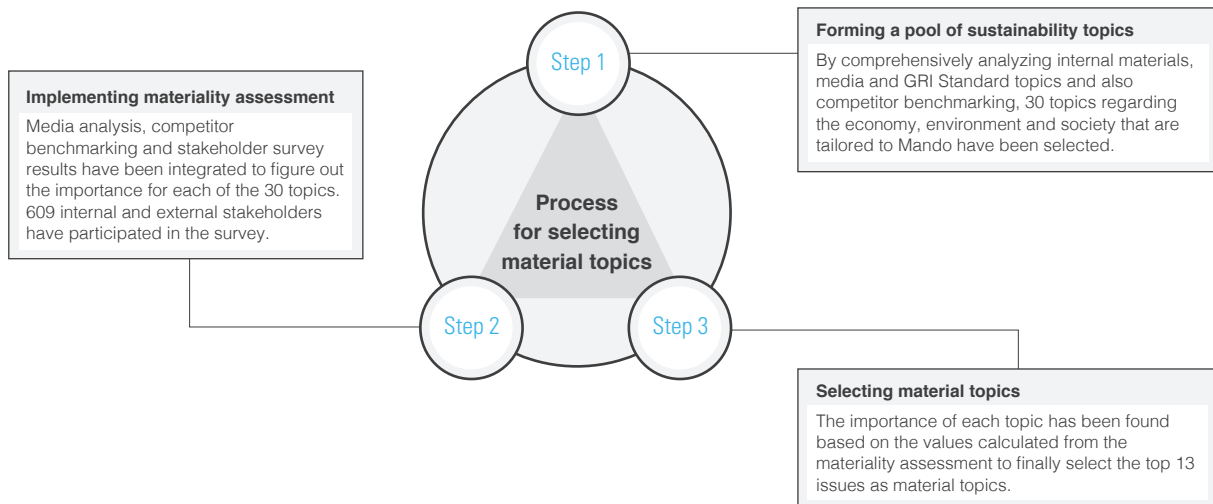 Step 1
Forming a pool of sustainability topics
By comprehensively analyzing internal materials,
media and GRI Standard topics and also
competitor benchmarking, 30 topics regarding
the economy, environment and society that are
tailored to Mando have been selected.
Implementing materiality assessment
Media analysis, competitor
benchmarking and stakeholder survey
results have been integrated to figure out
the importance for each of the 30 topics.
609 internal and external stakeholders
have participated in the survey.
Process
for selecting
material topics
Step 2
Step 3
Selecting material topics
The importance of each topic has been found
based on the values calculated from the
materiality assessment to finally select the top 13
issues as material topics.